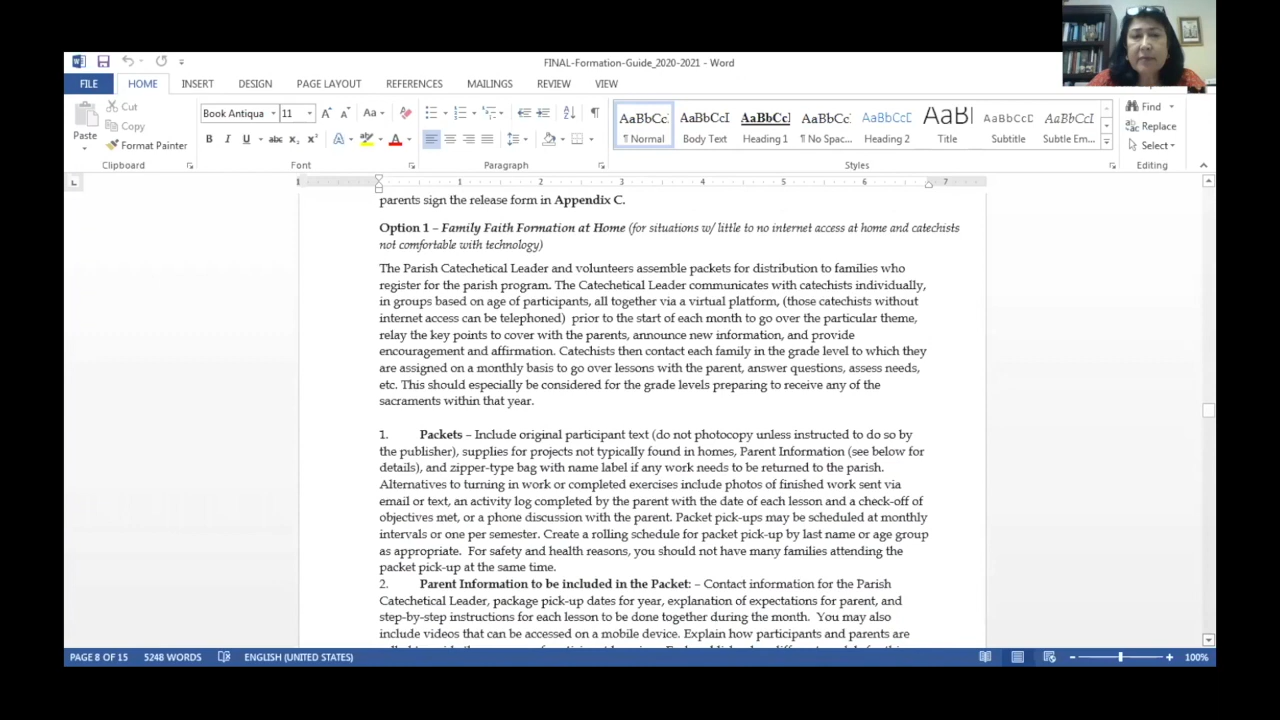 FINAL-Formation-Guide_2020-2021 - Word
FILE
HOME
INSERT
DESIGN
PAGE LAYOUT
REFERENCES
MAILINGS
REVIEW
VIEW
Paste
Cut
Copy
Format Painter
Clipboard
Book Antiqua
11
Font
Paragraph
AaBbCc
¶ Normal
AaBbCcI
Body Text
AaBbCc
Heading 1
AaBbCc
¶ No Spac...
AaBbCc
Heading 2
AaB
Title
AaBbCcD
Subtitle
AaBbCcI
Subtle Em...
Styles
Find
Replace
Select
Editing
1 1 2 3 4 5 6 7
parents sign the release form in Appendix C.
Option 1 – Family Faith Formation at Home (for situations w/ little to no internet access at home and catechists
not comfortable with technology)
The Parish Catechetical Leader and volunteers assemble packets for distribution to families who
register for the parish program. The Catechetical Leader communicates with catechists individually,
in groups based on age of participants, all together via a virtual platform, (those catechists without
internet access can be telephoned) prior to the start of each month to go over the particular theme,
relay the key points to cover with the parents, announce new information, and provide
encouragement and affirmation. Catechists then contact each family in the grade level to which they
are assigned on a monthly basis to go over lessons with the parent, answer questions, assess needs,
etc. This should especially be considered for the grade levels preparing to receive any of the
sacraments within that year.
1. Packets – Include original participant text (do not photocopy unless instructed to do so by
the publisher), supplies for projects not typically found in homes, Parent Information (see below for
details), and zipper-type bag with name label if any work needs to be returned to the parish.
Alternatives to turning in work or completed exercises include photos of finished work sent via
email or text, an activity log completed by the parent with the date of each lesson and a check-off of
objectives met, or a phone discussion with the parent. Packet pick-ups may be scheduled at monthly
intervals or one per semester. Create a rolling schedule for packet pick-up by last name or age group
as appropriate. For safety and health reasons, you should not have many families attending the
packet pick-up at the same time.
2. Parent Information to be included in the Packet: – Contact information for the Parish
Catechetical Leader, package pick-up dates for year, explanation of expectations for parent, and
step-by-step instructions for each lesson to be done together during the month. You may also
include videos that can be accessed on a mobile device. Explain how participants and parents are
PAGE 8 OF 15
5248 WORDS
ENGLISH (UNITED STATES)
100%